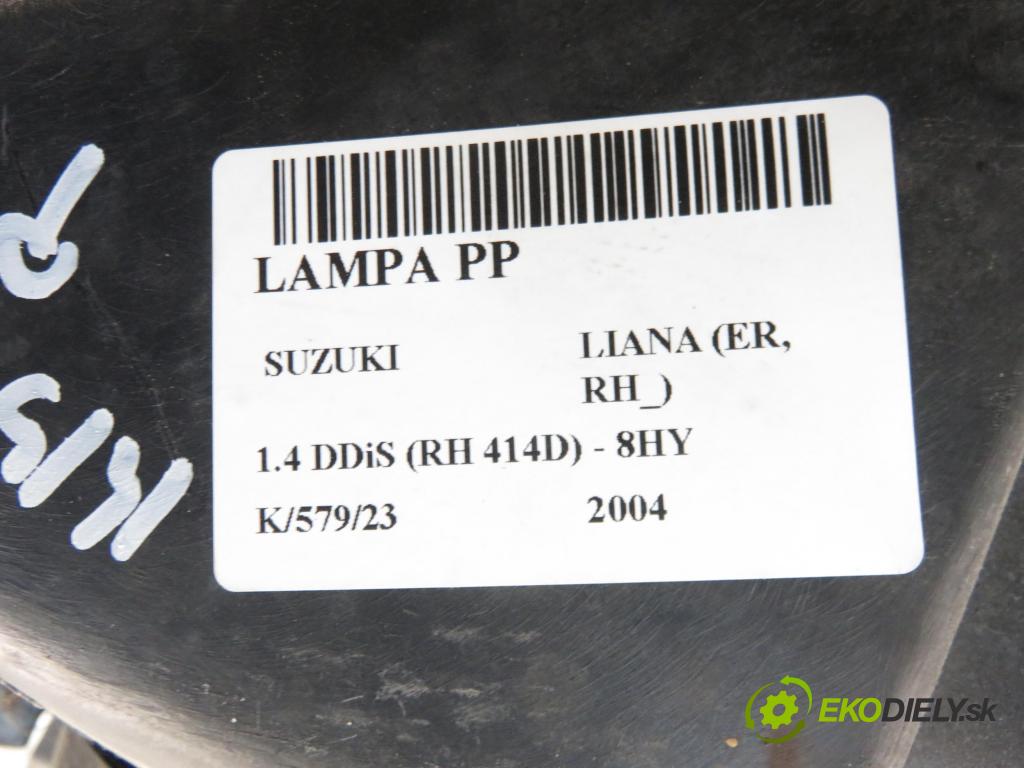 LAMPA PP
SUZUKI
LIANA (ER,
RH_)
1.4 DDiS (RH 414D) - 8HY
K/579/23
2004
EKODIELY.sk